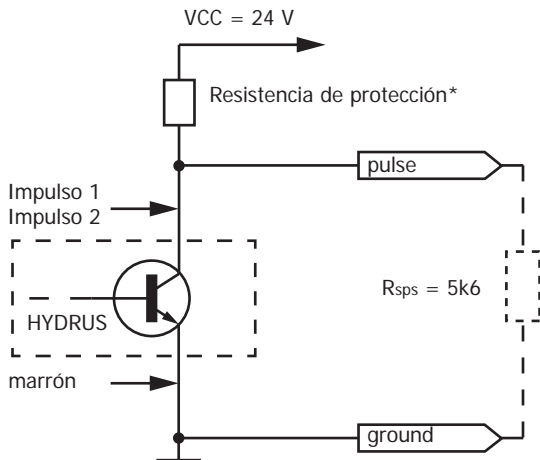 VCC = 24 V
Resistencia de protección*
pulse
Impulso 1
Impulso 2
Rsps = 5k6
HYDRUS
marrón
ground